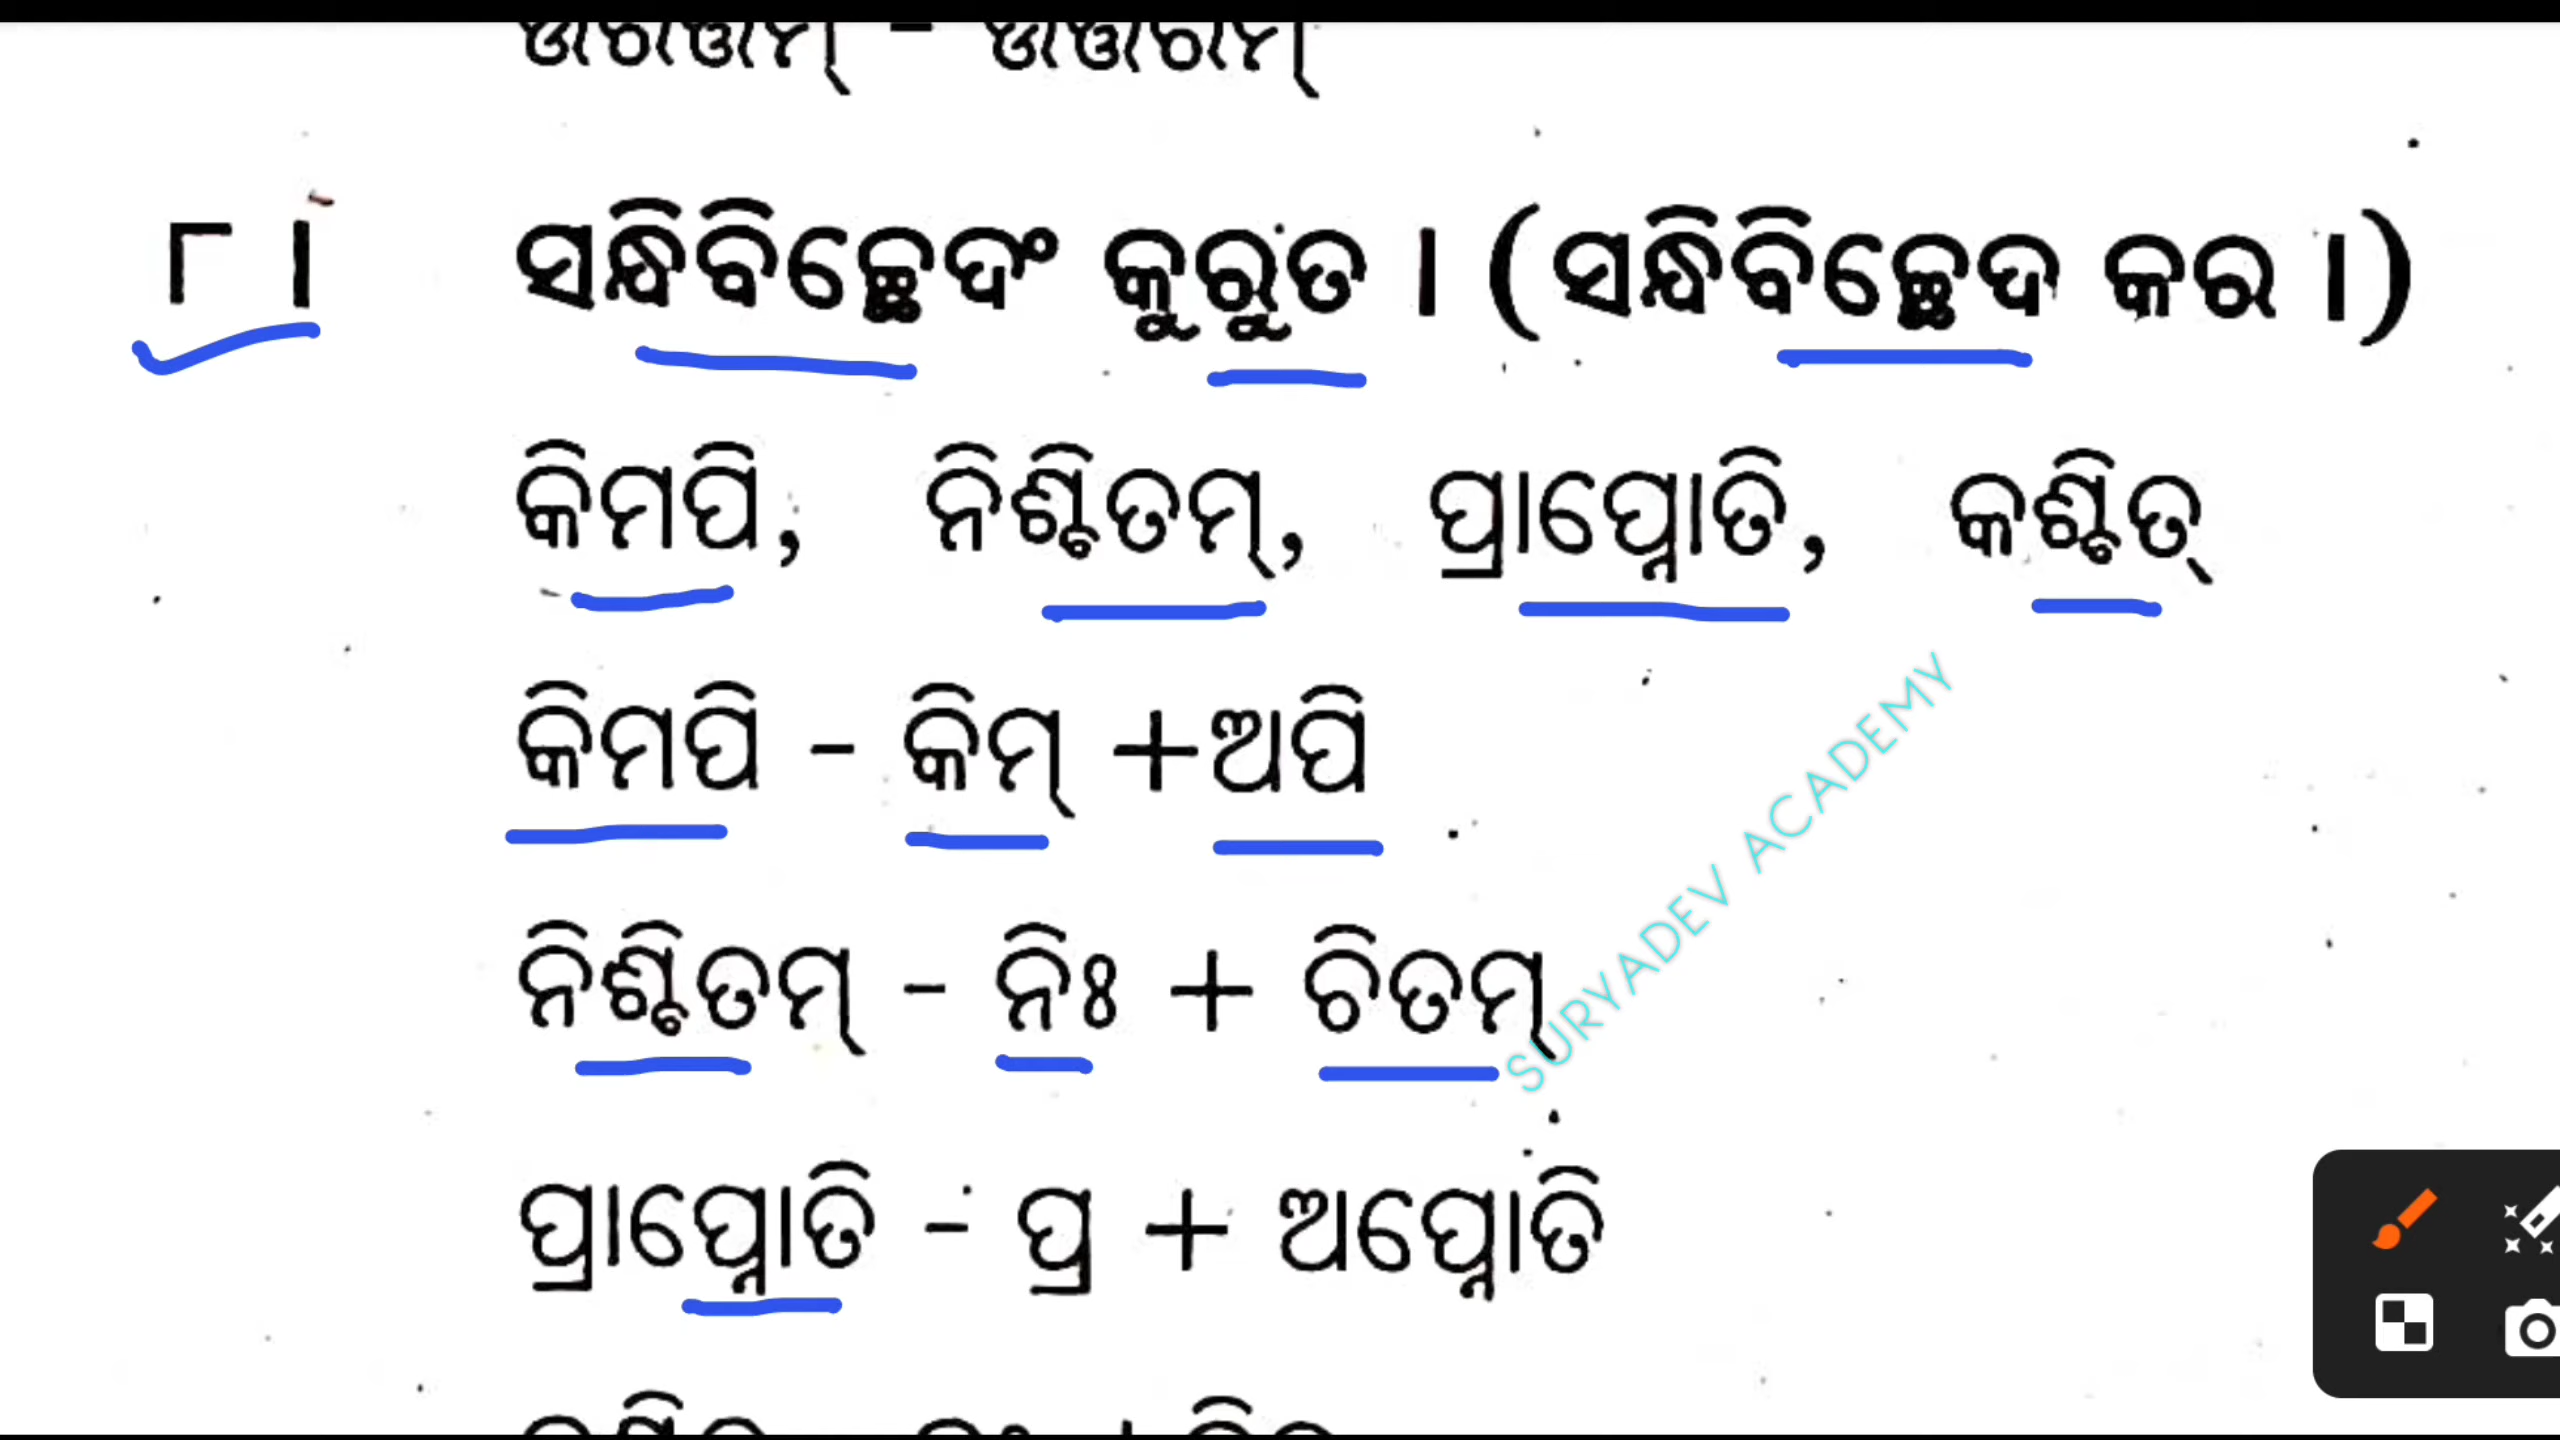 ୮ । ସନ୍ଧିବିଚ୍ଛେଦଂ କୁରୁତ । (ସନ୍ଧିବିଚ୍ଛେଦ କର ।)
କିମପି, ନିଶ୍ଚିତମ୍, ପ୍ରାପ୍ନୋତି, କଶ୍ଚିତ୍
କିମପି - କିମ୍ +ଅପି
ନିଶ୍ଚିତମ୍ - ନିଃ + ଚିତମ୍
ପ୍ରାପ୍ନୋତି - ପ୍ର + ଅପ୍ନୋତି
SURYADEV ACADEMY